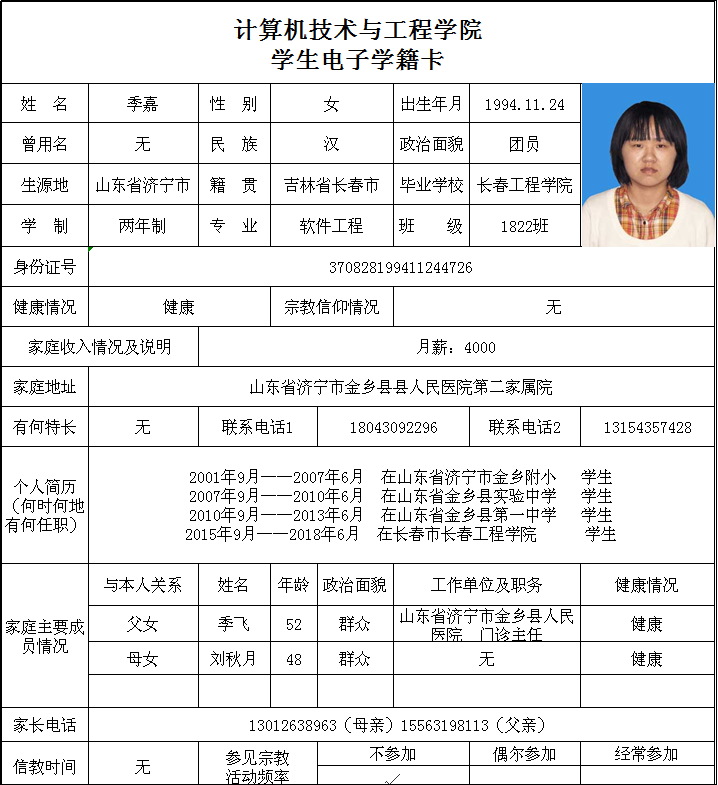 计算机技术与工程学院
学生电子学籍卡
姓 名 季嘉 性 别 女 出生年月 1994.11.24
曾用名 无 民 族 汉 政治面貌 团员
生源地 山东省济宁市 籍 贯 吉林省长春市 毕业学校 长春工程学院
学 制 两年制 专 业 软件工程 班 级 1822班
身份证号 370828199411244726
健康情况 健康 宗教信仰情况 无
家庭收入情况及说明 月薪：4000
家庭地址 山东省济宁市金乡县县人民医院第二家属院
有何特长 无 联系电话1 18043092296 联系电话2 13154357428
个人简历
（何时何地
有何任职）
2001年9月——2007年6月 在山东省济宁市金乡附小 学生
2007年9月——2010年6月 在山东省金乡县实验中学 学生
2010年9月——2013年6月 在山东省金乡县第一中学 学生
2015年9月——2018年6月 在长春市长春工程学院 学生
家庭主要成
员情况
与本人关系 姓名 年龄 政治面貌 工作单位及职务 健康情况
父女 季飞 52 群众 山东省济宁市金乡县人民
医院 门诊主任 健康
母女 刘秋月 48 群众 无 健康
家长电话 13012638963（母亲）15563198113（父亲）
信教时间 无 参见宗教
活动频率
不参加 偶尔参加 经常参加
✓